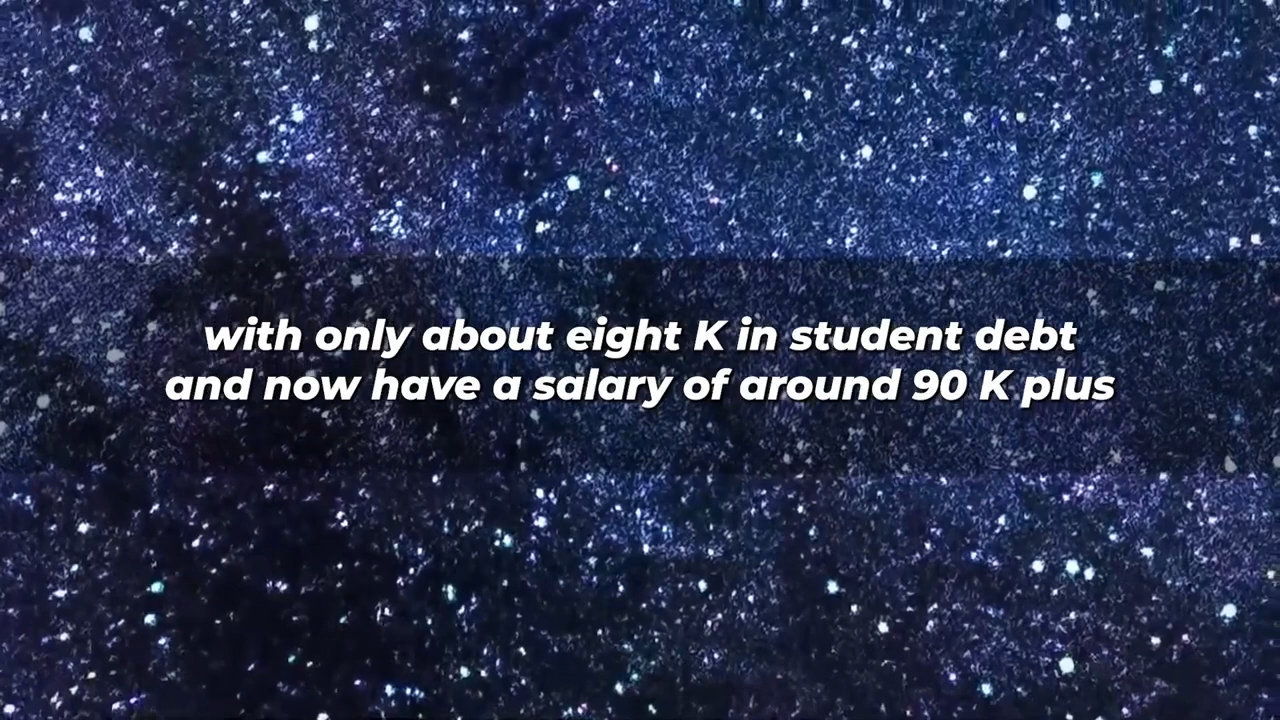 with only about eight K in student debt
and now have a salary of around 90 K plus